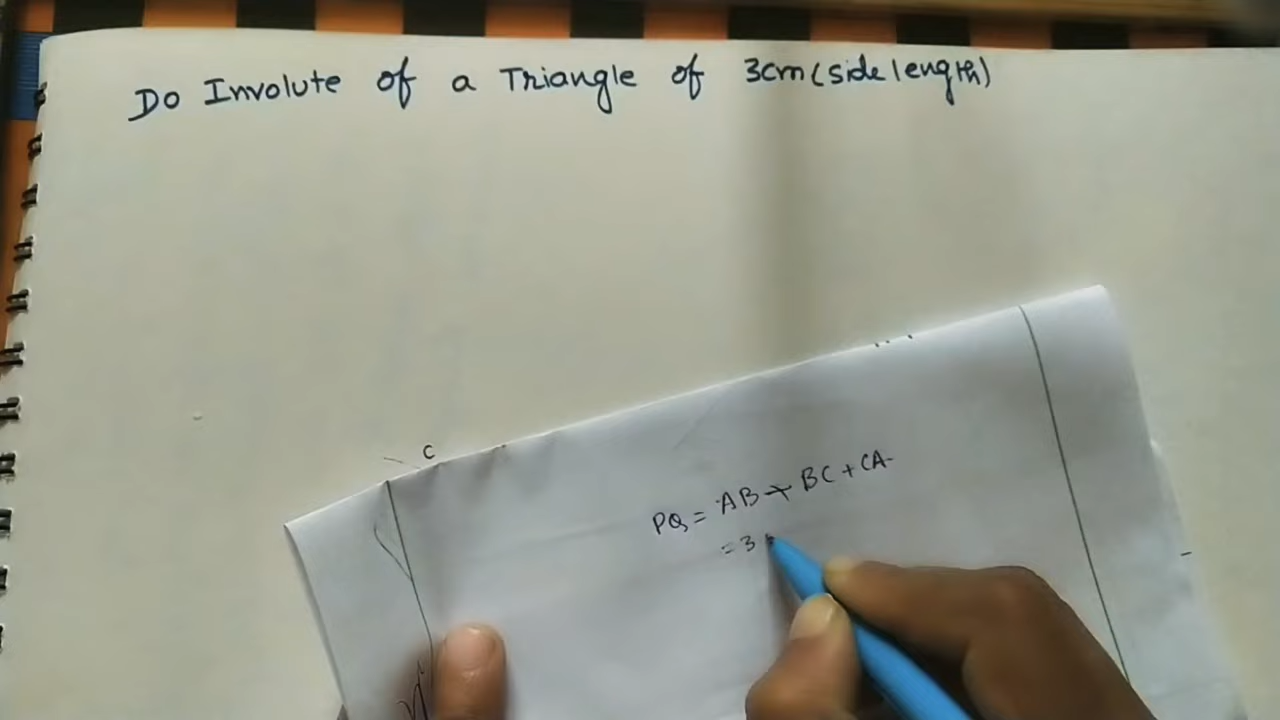 Do Involute of a Triangle of 3cm (side length)
C
PQ = AB + BC + CA
= 3